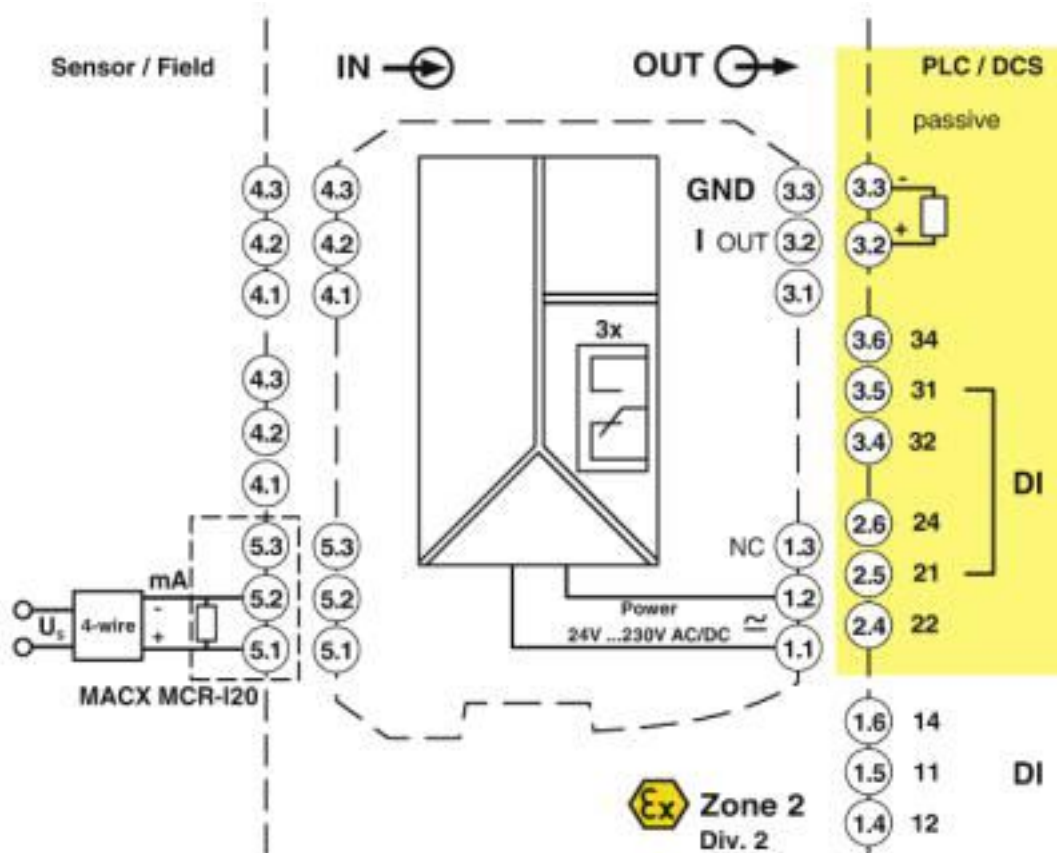 Sensor / Field IN OUT PLC / DCS
passive
4.3 4.3 GND 3.3 3.3 -
4.2 4.2 I OUT 3.2 3.2 +
4.1 4.1 3.1
3x 3.6 34
4.3 3.5 31
4.2 3.4 32
4.1 DI
2.6 24
5.3 5.3 NC 1.3
2.5 21
mA
5.2 5.2 1.2
Us 4-wire - + Power 2.4 22
24V ...230V AC/DC
5.1 5.1 1.1
MACX MCR-I20
1.6 14
1.5 11 DI
Ex Zone 2
1.4 12
Div. 2